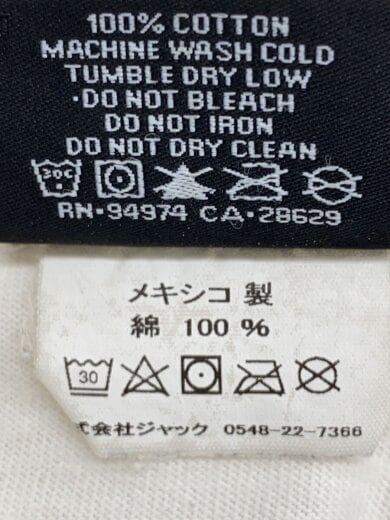 100% COTTON
MACHINE WASH COLD
TUMBLE DRY LOW
·DO NOT BLEACH
DO NOT IRON
DO NOT DRY CLEAN
30C
RN·94974 CA·28629
メキシコ 製
綿 100 %
30
式会社ジャック 0548-22-7366